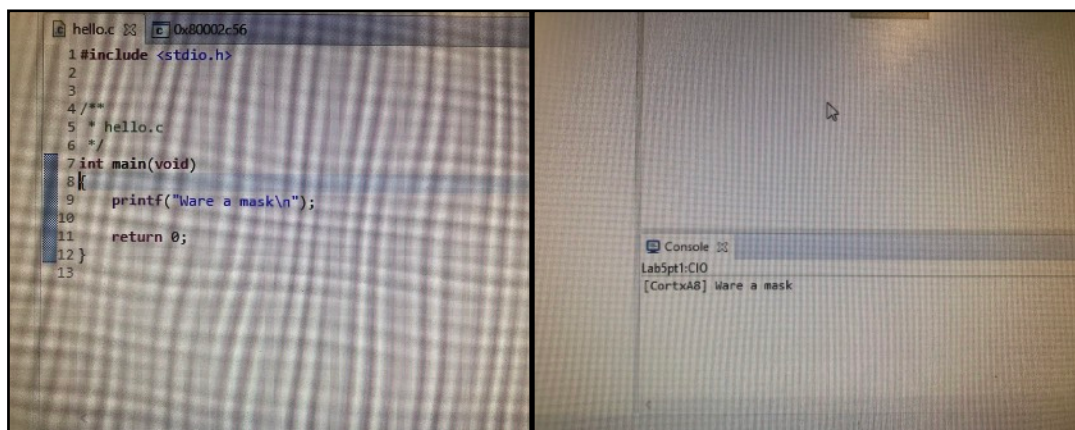 hello.c
0x80002c56
1 #include <stdio.h>
2
3
4 /**
5  * hello.c
6  */
7 int main(void)
8 {
9     printf("Ware a mask\n");
10
11     return 0;
12 }
13
Console
Lab5pt1:CIO
[CortxA8] Ware a mask